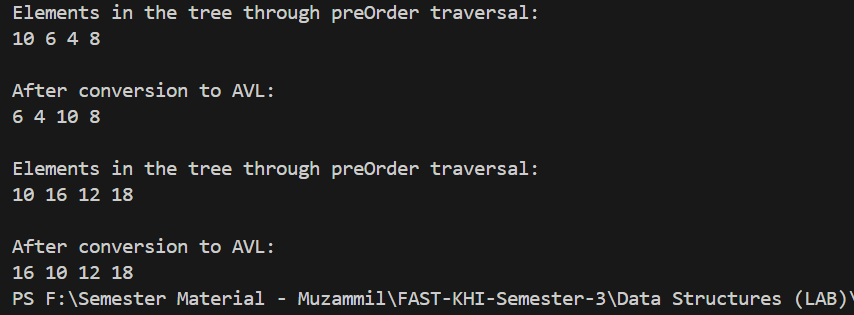 Elements in the tree through preOrder traversal:
10 6 4 8
After conversion to AVL:
6 4 10 8
Elements in the tree through preOrder traversal:
10 16 12 18
After conversion to AVL:
16 10 12 18
PS F:\Semester Material - Muzammil\FAST-KHI-Semester-3\Data Structures (LAB)\